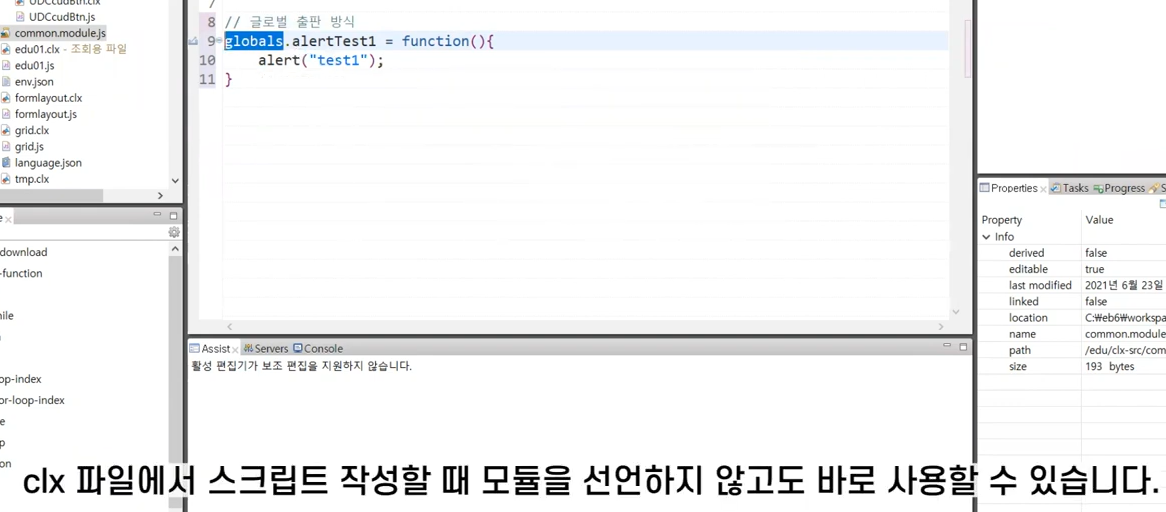 UDCcudBtn.clx
UDCcudBtn.js
common.module.js
edu01.clx - 조회용 파일
edu01.js
env.json
formlayout.clx
formlayout.js
grid.clx
grid.js
language.json
tmp.clx
7
8 // 글로벌 출판 방식
9 globals.alertTest1 = function(){
10 alert("test1");
11 }
download
-function
op-index
or-loop-index
Assist Servers Console
활성 편집기가 보조 편집을 지원하지 않습니다.
Properties Tasks Progress
Property Value
Info
derived false
editable true
last modified 2021년 6월 23일
linked false
location C:₩eb6₩workspa
name common.module
path /edu/clx-src/com
size 193 bytes
clx 파일에서 스크립트 작성할 때 모듈을 선언하지 않고도 바로 사용할 수 있습니다.